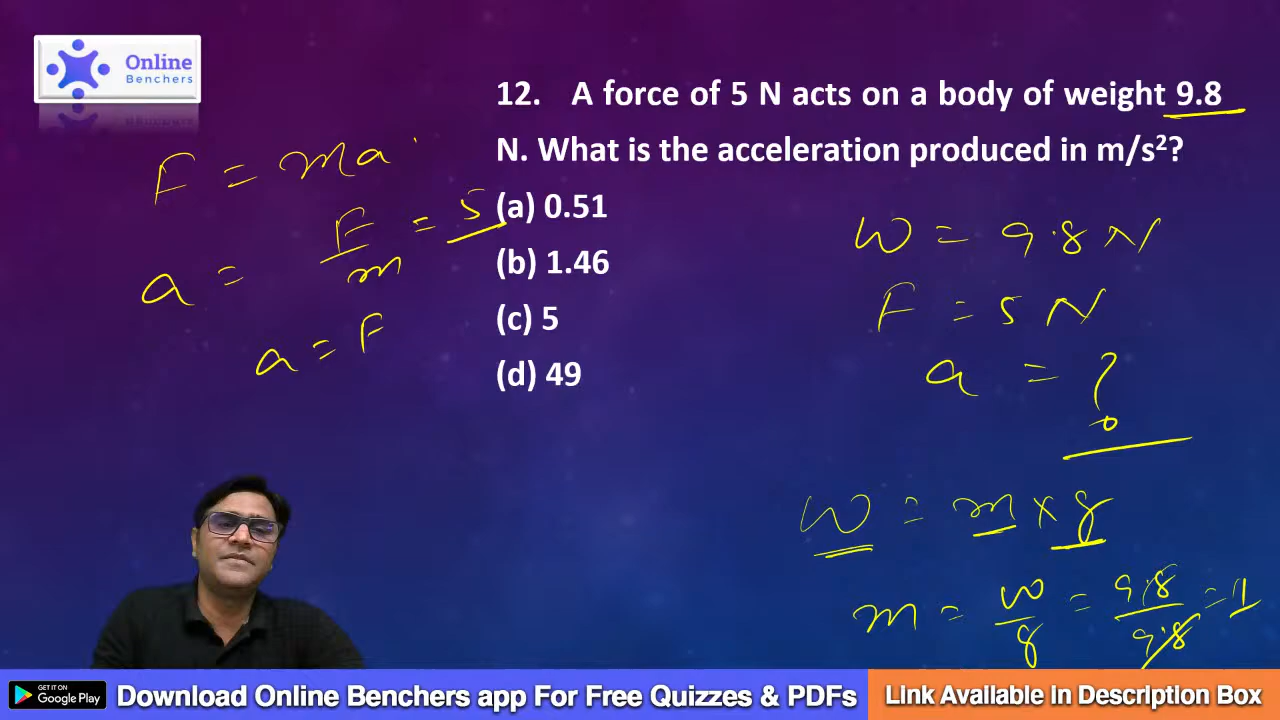 Online
Benchers
12. A force of 5 N acts on a body of weight 9.8
N. What is the acceleration produced in m/s²?
(a) 0.51
(b) 1.46
(c) 5
(d) 49
F = ma
a = F/m = 5
a = F
W = 9.8 N
F = 5 N
a = ?
W = m × g
m = W/g = 9.8/9.8 = 1
GET IT ON
Google Play
Download Online Benchers app For Free Quizzes & PDFs
Link Available In Description Box